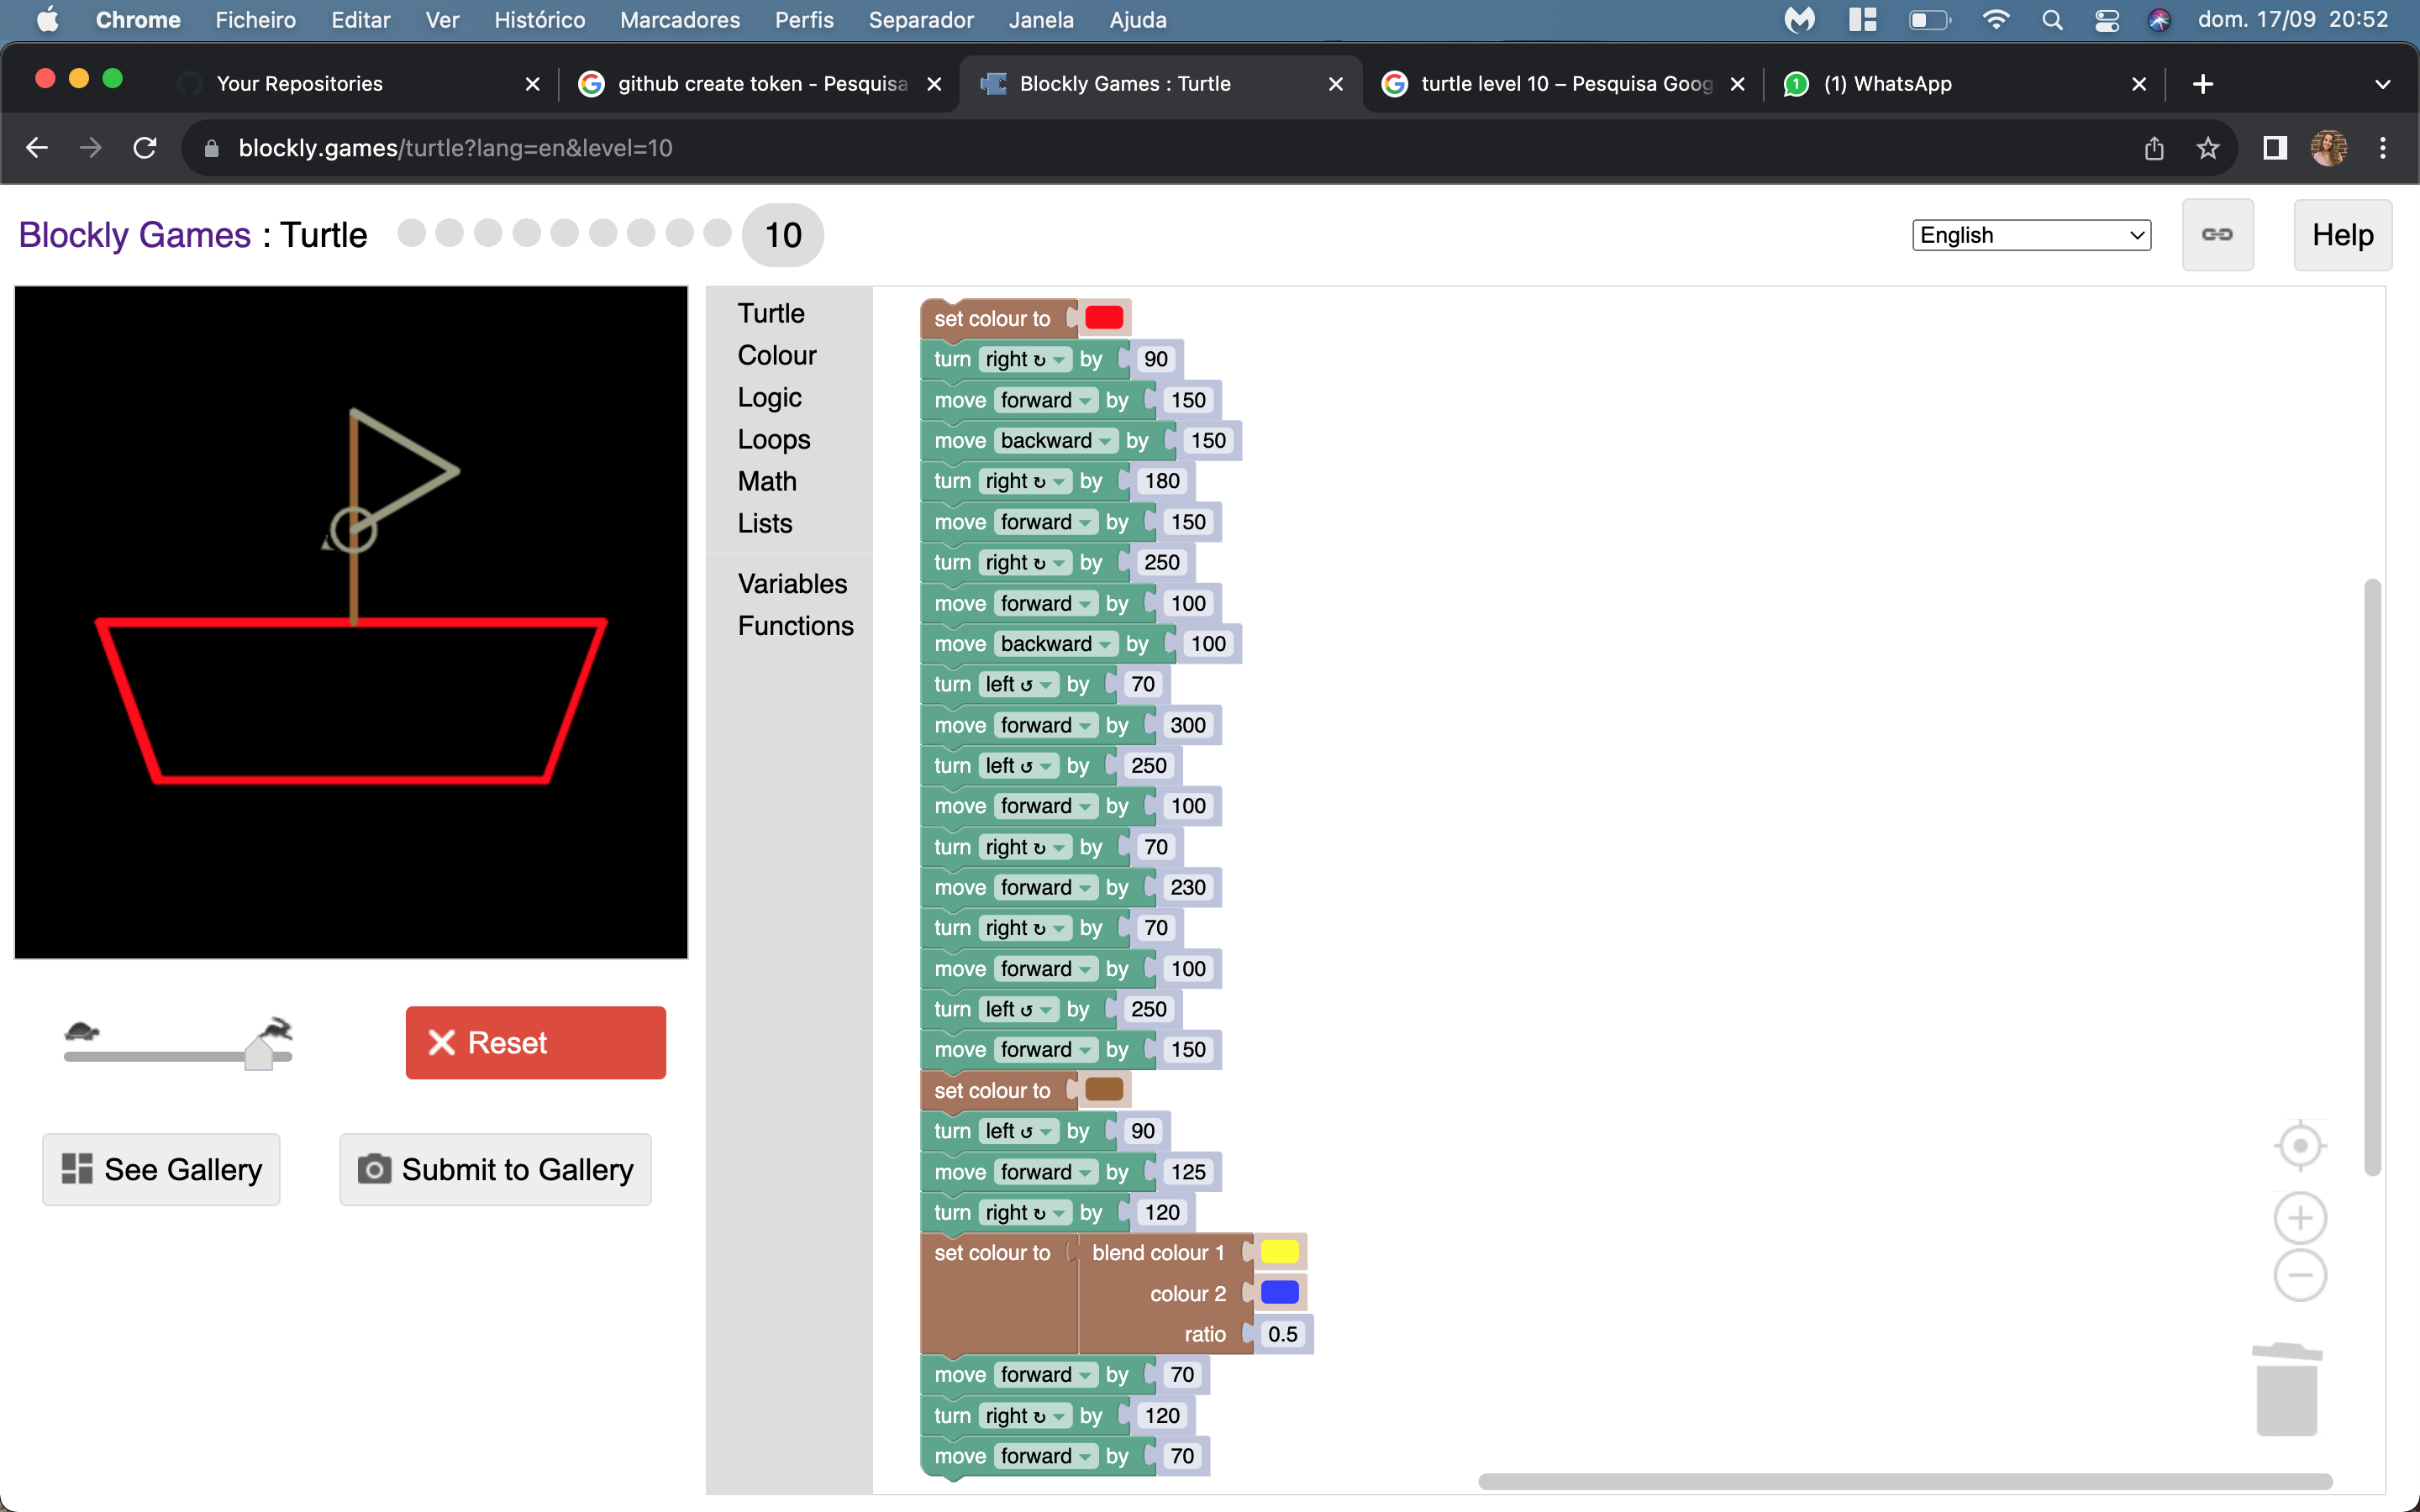 Chrome Ficheiro Editar Ver Histórico Marcadores Perfis Separador Janela Ajuda dom. 17/09 20:52
Your Repositories github create token - Pesquisa Blockly Games : Turtle turtle level 10 – Pesquisa Goog 1 (1) WhatsApp
blockly.games/turtle?lang=en&level=10
Blockly Games : Turtle 10 English Help
Turtle
Colour
Logic
Loops
Math
Lists
Variables
Functions
set colour to
turn right ↻ by 90
move forward by 150
move backward by 150
turn right ↻ by 180
move forward by 150
turn right ↻ by 250
move forward by 100
move backward by 100
turn left ↺ by 70
move forward by 300
turn left ↺ by 250
move forward by 100
turn right ↻ by 70
move forward by 230
turn right ↻ by 70
move forward by 100
turn left ↺ by 250
move forward by 150
set colour to
turn left ↺ by 90
move forward by 125
turn right ↻ by 120
set colour to blend colour 1
colour 2
ratio 0.5
move forward by 70
turn right ↻ by 120
move forward by 70
Reset
See Gallery Submit to Gallery